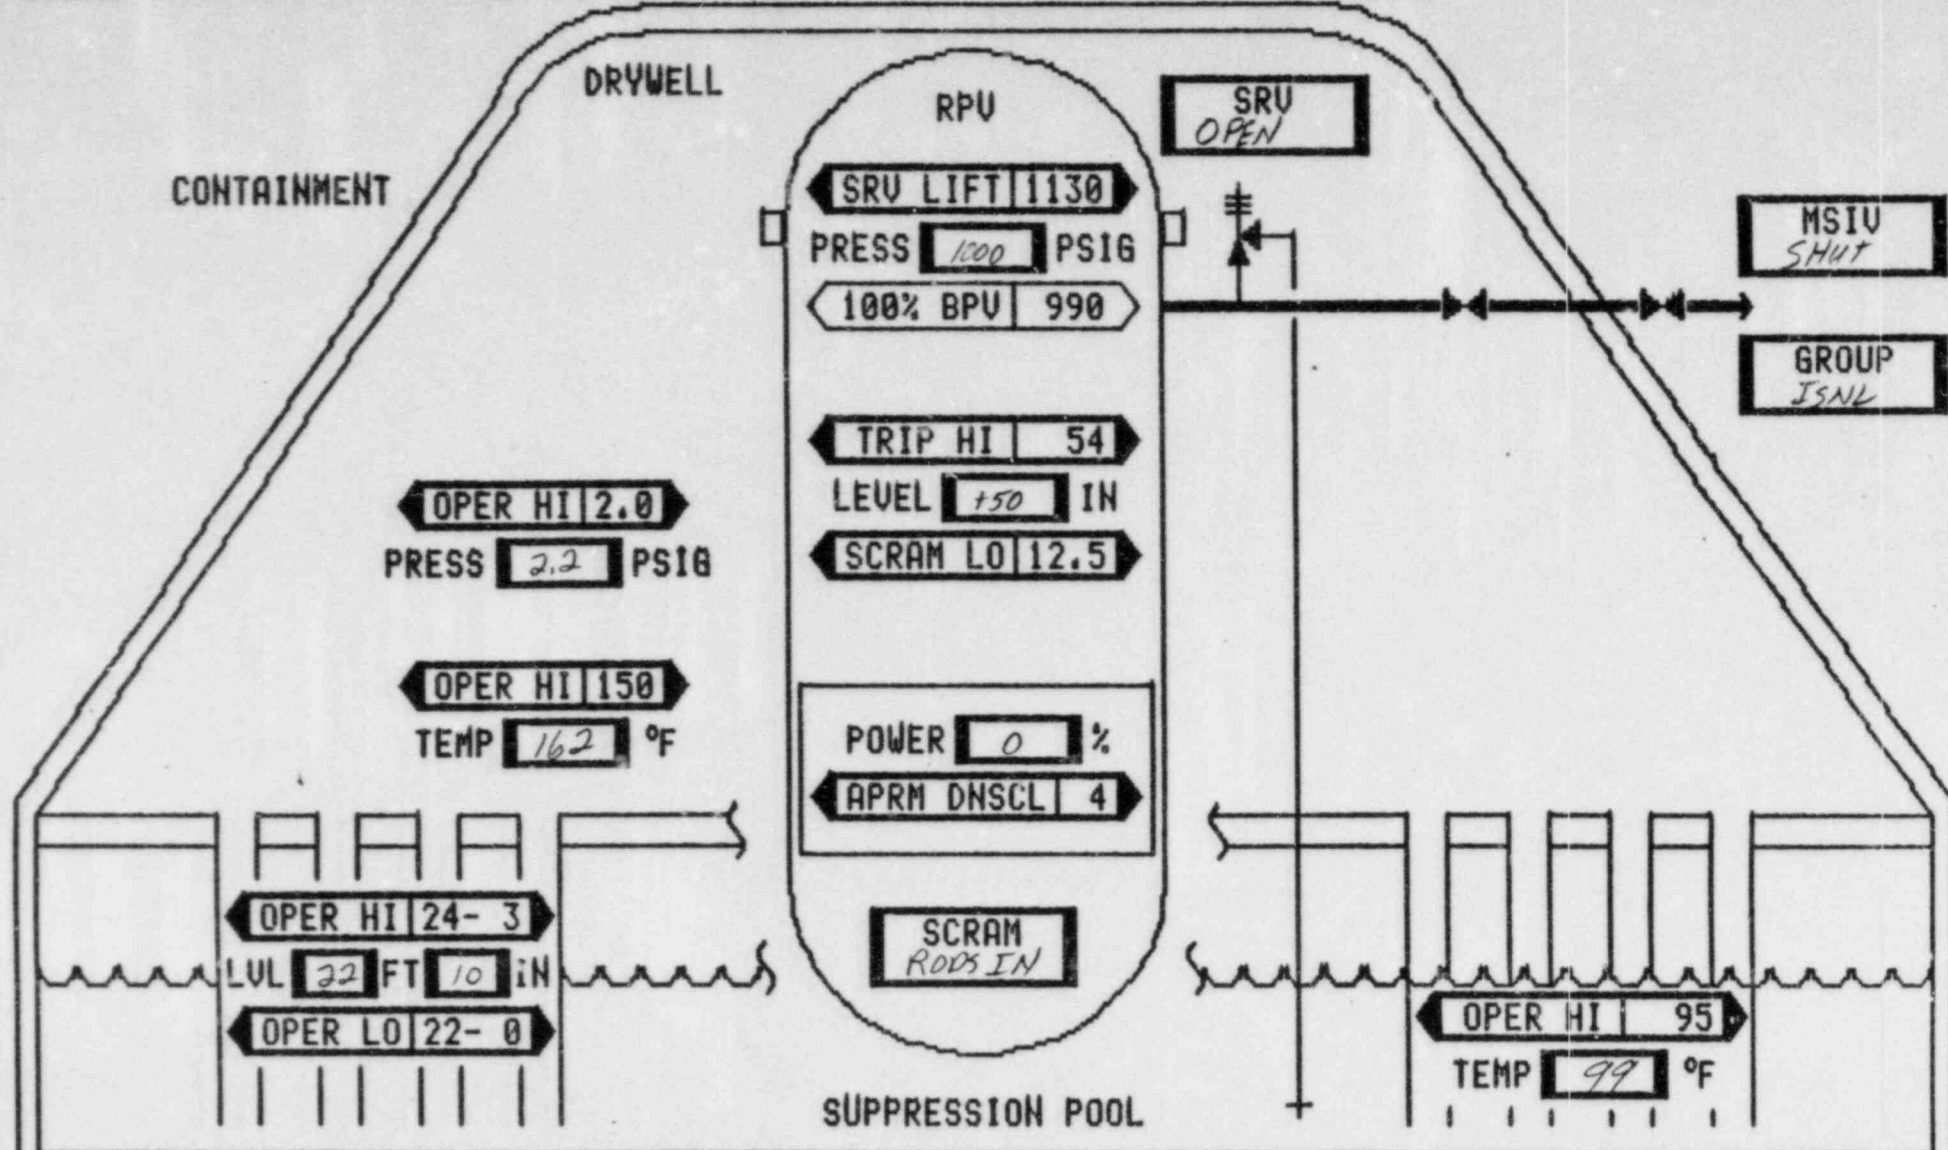 DRYWELL
RPV
SRV
OPEN
CONTAINMENT
SRV LIFT 1130
PRESS 1000 PSIG
100% BPV 990
MSIV
SHUT
GROUP
ISNL
TRIP HI 54
LEVEL +50 IN
SCRAM LO 12.5
OPER HI 2.0
PRESS 2.2 PSIG
OPER HI 150
TEMP 162 °F
POWER 0 %
APRM DNSCL 4
OPER HI 24- 3
LVL 22 FT 10 IN
OPER LO 22- 0
SCRAM
RODS IN
OPER HI 95
TEMP 99 °F
SUPPRESSION POOL